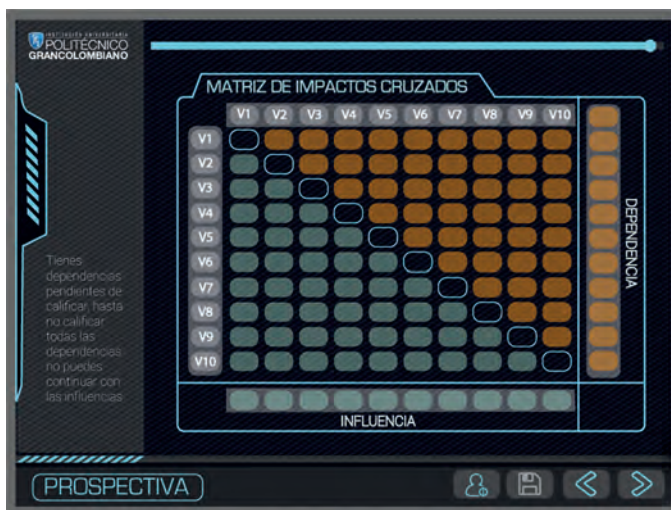 INSTITUCIÓN UNIVERSITARIA
POLITÉCNICO
GRANCOLOMBIANO
MATRIZ DE IMPACTOS CRUZADOS
V1 V2 V3 V4 V5 V6 V7 V8 V9 V10
V1
V2
V3
V4
V5
V6
V7
V8
V9
V10
DEPENDENCIA
INFLUENCIA
Tienes
dependencias
pendientes de
calificar, hasta
no calificar
todas las
dependencias
no puedes
continuar con
las influencias
PROSPECTIVA